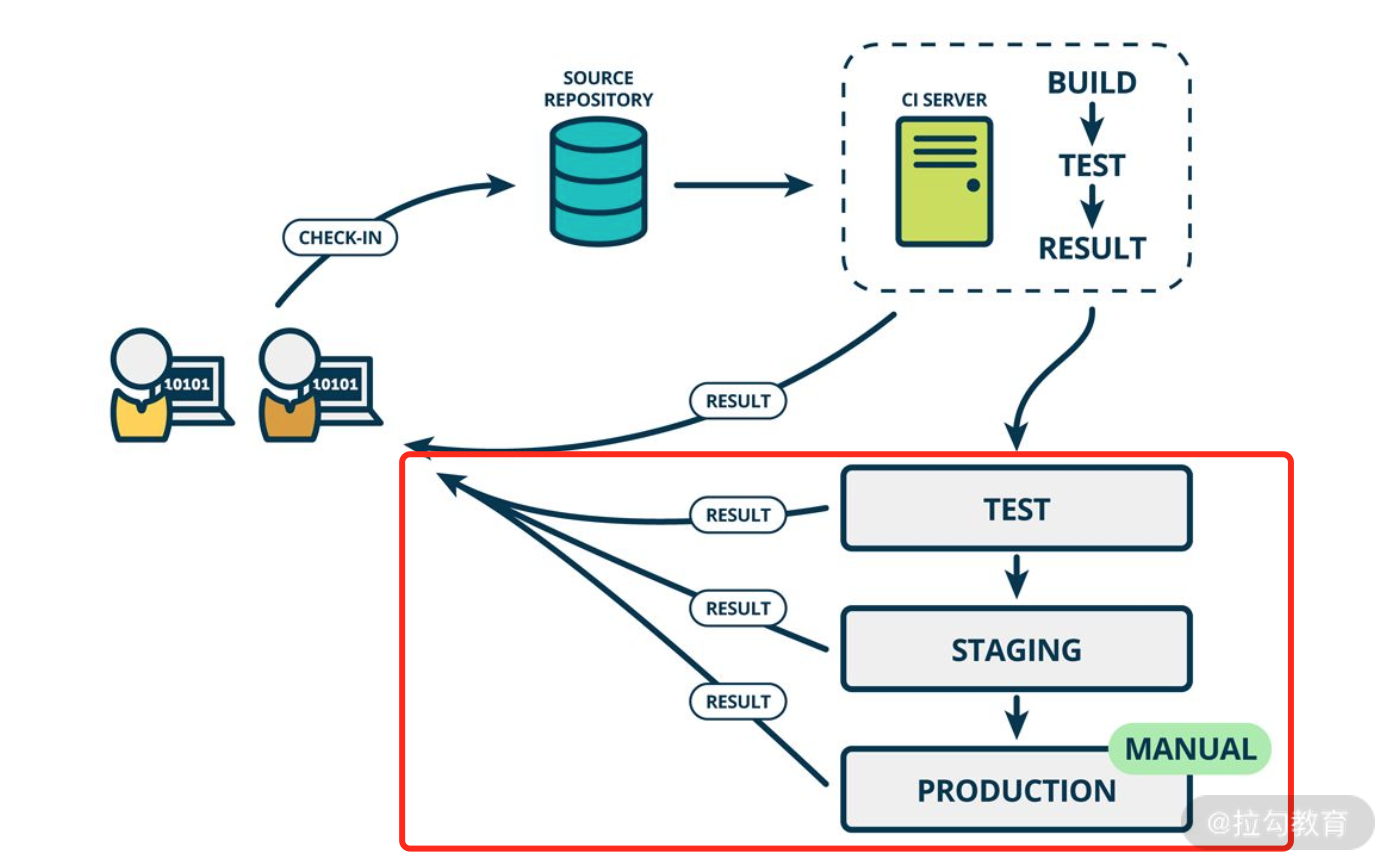 SOURCE
REPOSITORY
CI SERVER
BUILD
TEST
RESULT
CHECK-IN
10101
10101
RESULT
TEST
RESULT
STAGING
RESULT
RESULT
MANUAL
PRODUCTION
@拉勾教育